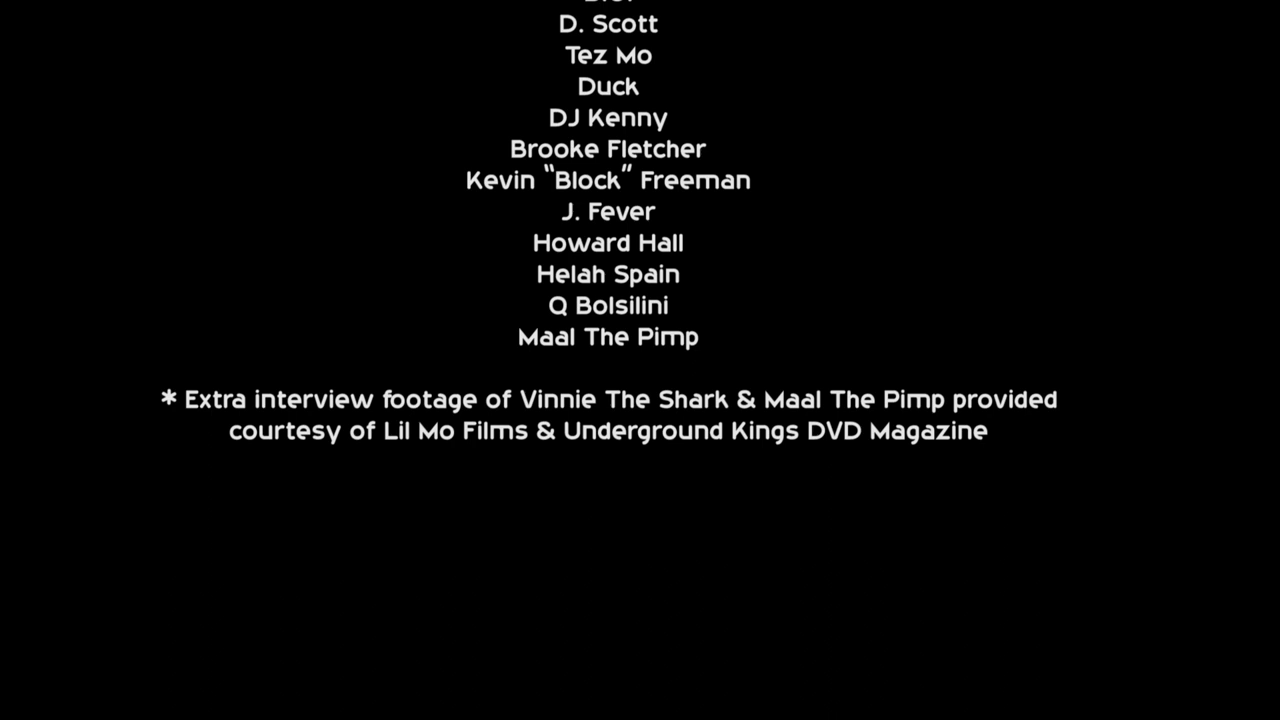 D. Scott
Tez Mo
Duck
DJ Kenny
Brooke Fletcher
Kevin "Block" Freeman
J. Fever
Howard Hall
Helah Spain
Q Bolsilini
Maal The Pimp
* Extra interview footage of Vinnie The Shark & Maal The Pimp provided
courtesy of Lil Mo Films & Underground Kings DVD Magazine